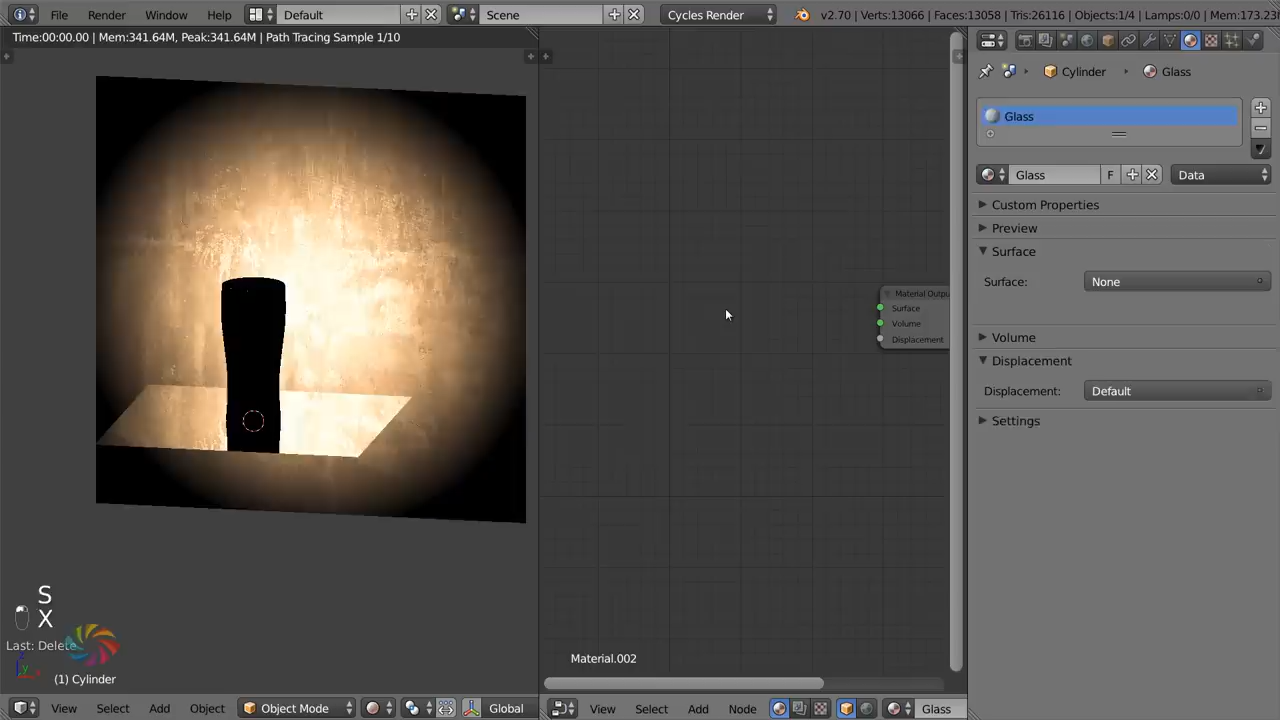 File Render Window Help Default Scene Cycles Render v2.70 | Verts:13066 | Faces:13058 | Tris:26116 | Objects:1/4 | Lamps:0/0 | Mem:173.23
Time:00:00.00 | Mem:341.64M, Peak:341.64M | Path Tracing Sample 1/10
Cylinder Glass
Glass
Glass F Data
Custom Properties
Preview
Surface
Surface: None
Volume
Displacement
Displacement: Default
Settings
Material Outpu
Surface
Volume
Displacement
S
X
Last: Delete
(1) Cylinder
Material.002
View Select Add Object Object Mode Global
View Select Add Node Glass